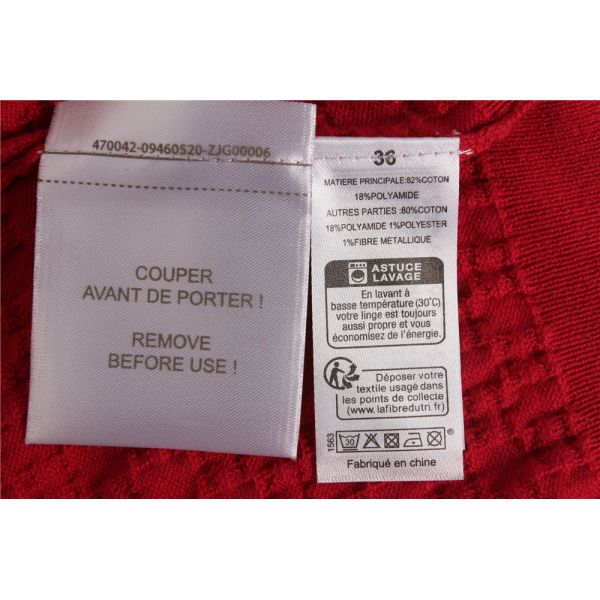 470042-09460520-ZJG00006
COUPER
AVANT DE PORTER !
REMOVE
BEFORE USE !
36
MATIERE PRINCIPALE:82%COTON
18%POLYAMIDE
AUTRES PARTIES :80%COTON
18%POLYAMIDE 1%POLYESTER
1%FIBRE METALLIQUE
ASTUCE
LAVAGE
En lavant à
basse température (30°C)
votre linge est toujours
aussi propre et vous
économisez de l'énergie.
Déposer votre
textile usagé dans
les points de collecte
(www.lafibredutri.fr)
1563
30
®
Fabriqué en chine